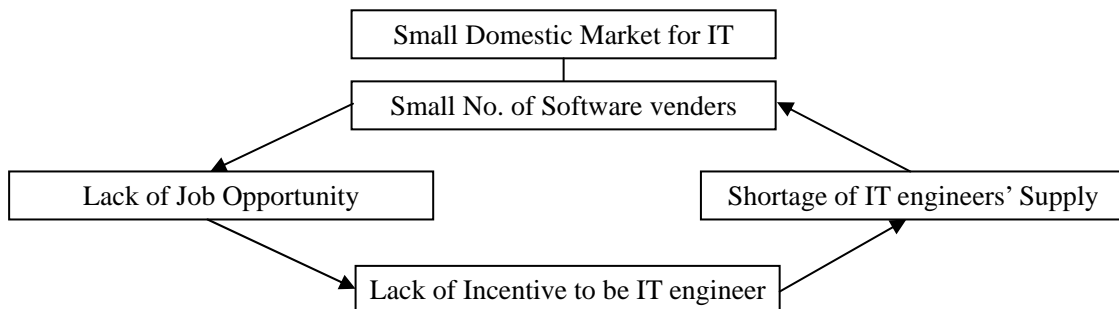 Small Domestic Market for IT
Small No. of Software venders
Lack of Job Opportunity
Shortage of IT engineers’ Supply
Lack of Incentive to be IT engineer